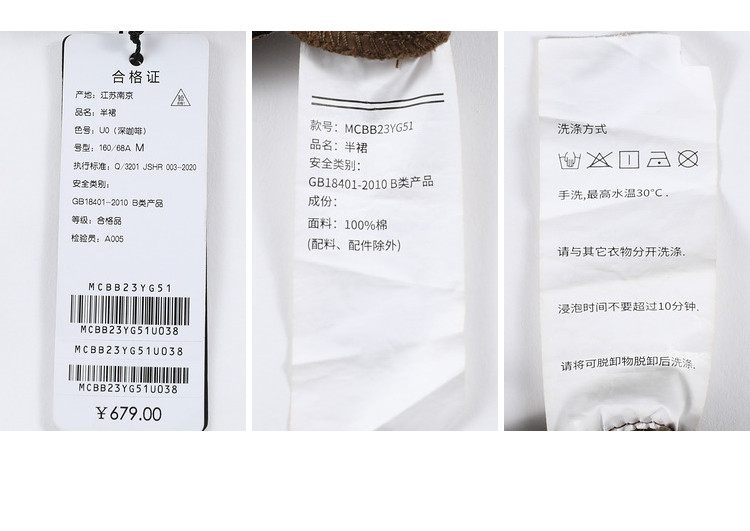 合格证
产地：江苏南京
品名：半裙
色号：U0（深咖啡）
号型：160/68A M
执行标准：Q/3201 JSHR 003-2020
安全类别：
GB18401-2010 B类产品
等级：合格品
检验员：A005
MCBB23YG51
MCBB23YG51U038
MCBB23YG51U038
MCBB23YG51U038
￥679.00
款号：MCBB23YG51
品名：半裙
安全类别：
GB18401-2010 B类产品
成份：
面料：100%棉
(配料、配件除外)
洗涤方式
手洗,最高水温30℃.
请与其它衣物分开洗涤.
浸泡时间不要超过10分钟.
请将可脱卸物脱卸后洗涤.